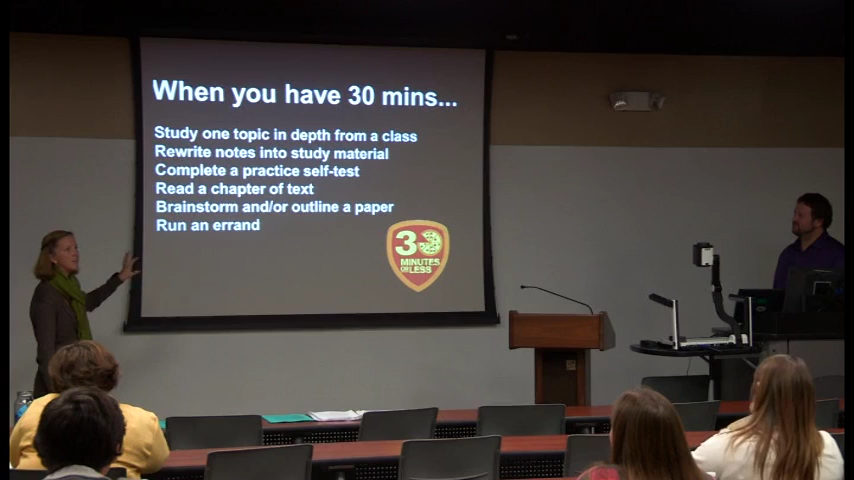 When you have 30 mins...
Study one topic in depth from a class
Rewrite notes into study material
Complete a practice self-test
Read a chapter of text
Brainstorm and/or outline a paper
Run an errand
30
MINUTES
OR LESS